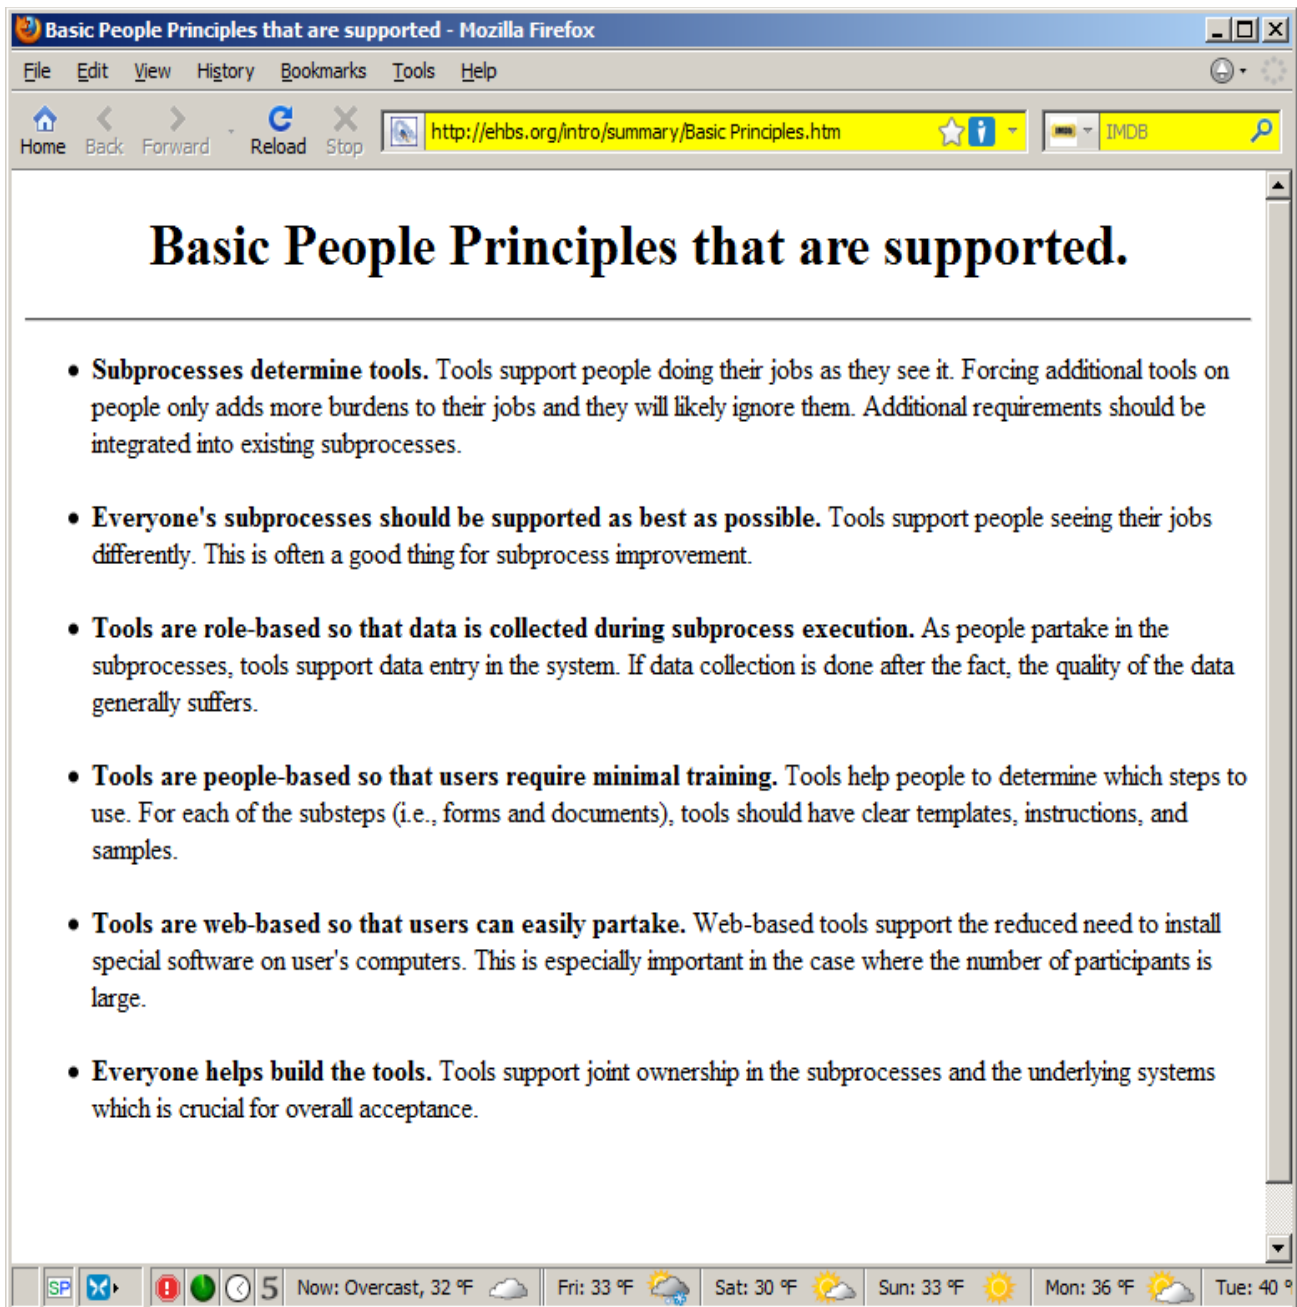 Basic People Principles that are supported - Mozilla Firefox
File Edit View History Bookmarks Tools Help
Home Back Forward Reload Stop http://ehbs.org/intro/summary/Basic Principles.htm IMDB
Basic People Principles that are supported.
Subprocesses determine tools. Tools support people doing their jobs as they see it. Forcing additional tools on
people only adds more burdens to their jobs and they will likely ignore them. Additional requirements should be
integrated into existing subprocesses.
Everyone's subprocesses should be supported as best as possible. Tools support people seeing their jobs
differently. This is often a good thing for subprocess improvement.
Tools are role-based so that data is collected during subprocess execution. As people partake in the
subprocesses, tools support data entry in the system. If data collection is done after the fact, the quality of the data
generally suffers.
Tools are people-based so that users require minimal training. Tools help people to determine which steps to
use. For each of the substeps (i.e., forms and documents), tools should have clear templates, instructions, and
samples.
Tools are web-based so that users can easily partake. Web-based tools support the reduced need to install
special software on user's computers. This is especially important in the case where the number of participants is
large.
Everyone helps build the tools. Tools support joint ownership in the subprocesses and the underlying systems
which is crucial for overall acceptance.
SP 5 Now: Overcast, 32 °F Fri: 33 °F Sat: 30 °F Sun: 33 °F Mon: 36 °F Tue: 40 °